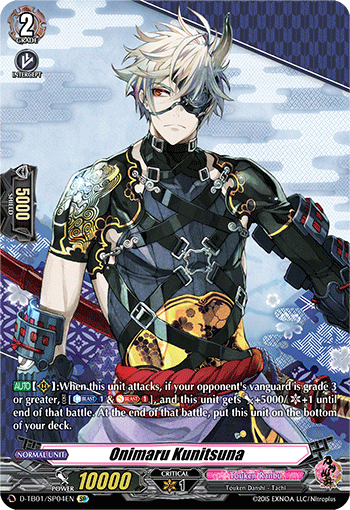 2
GRADE
INTERCEPT
5000
SHIELD
AUTO【】:When this unit attacks, if your opponent's vanguard is grade 3
or greater, COST [BLAST 1 & BLAST 1], and this unit gets +5000/ +1 until
end of that battle. At the end of that battle, put this unit on the bottom
of your deck.
NORMAL UNIT
Onimaru Kunitsuna
POWER 10000
CRITICAL
1
Touken Ranbu
Touken Danshi - Tachi
D-TB01/SP04EN SP
©2015 EXNOA LLC/Nitroplus